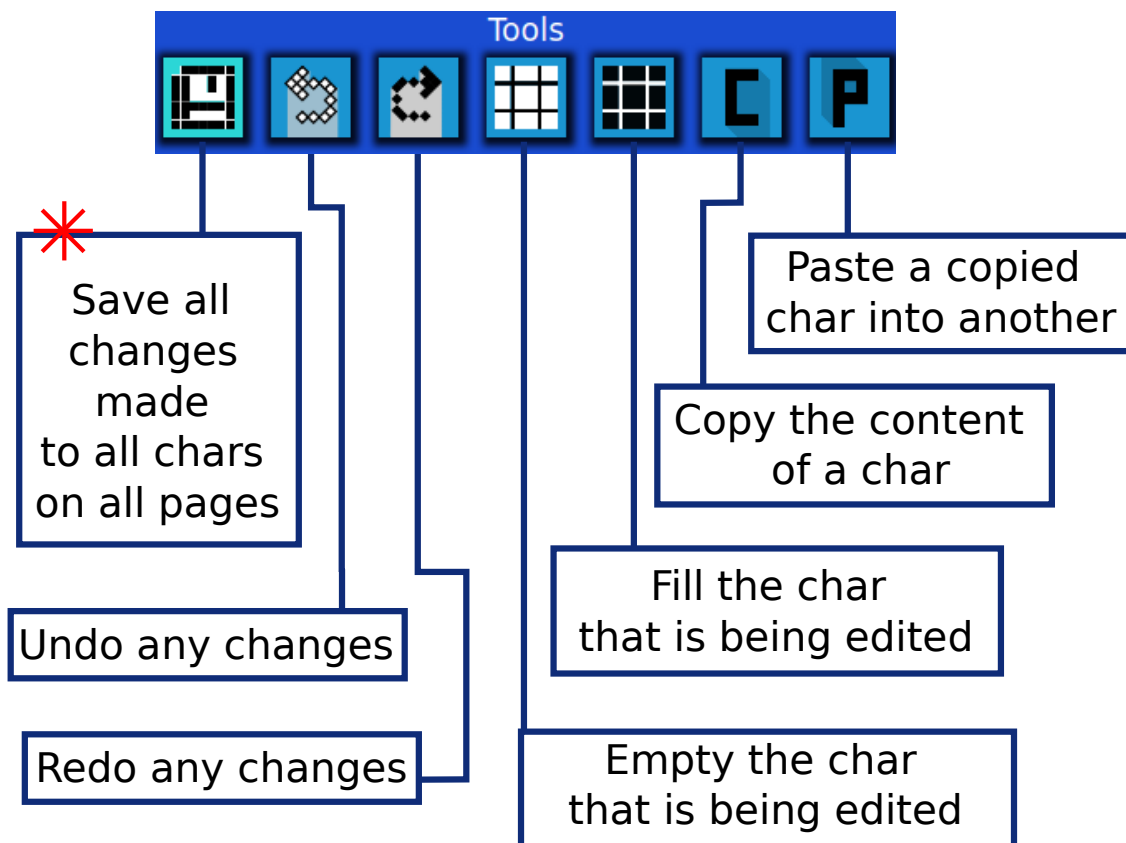 Tools
C
P
Save all
changes
made
to all chars
on all pages
Paste a copied
char into another
Copy the content
of a char
Fill the char
that is being edited
Undo any changes
Redo any changes
Empty the char
that is being edited